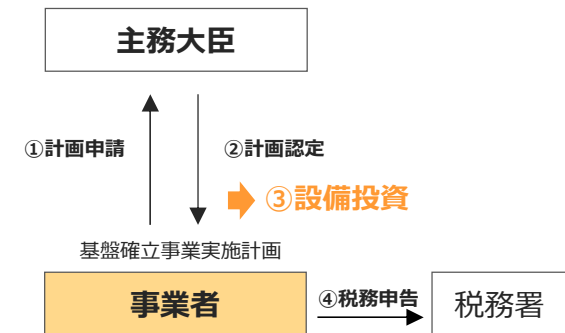 主務大臣
①計画申請
②計画認定
③設備投資
基盤確立事業実施計画
事業者
④税務申告
税務署